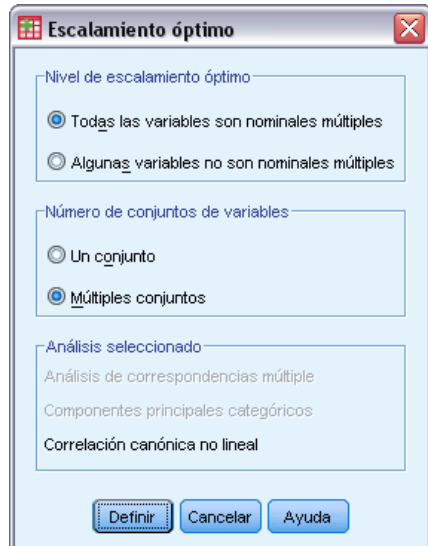 Escalamiento óptimo
Nivel de escalamiento óptimo
Todas las variables son nominales múltiples
Algunas variables no son nominales múltiples
Número de conjuntos de variables
Un conjunto
Múltiples conjuntos
Análisis seleccionado
Análisis de correspondencias múltiple
Componentes principales categóricos
Correlación canónica no lineal
Definir Cancelar Ayuda